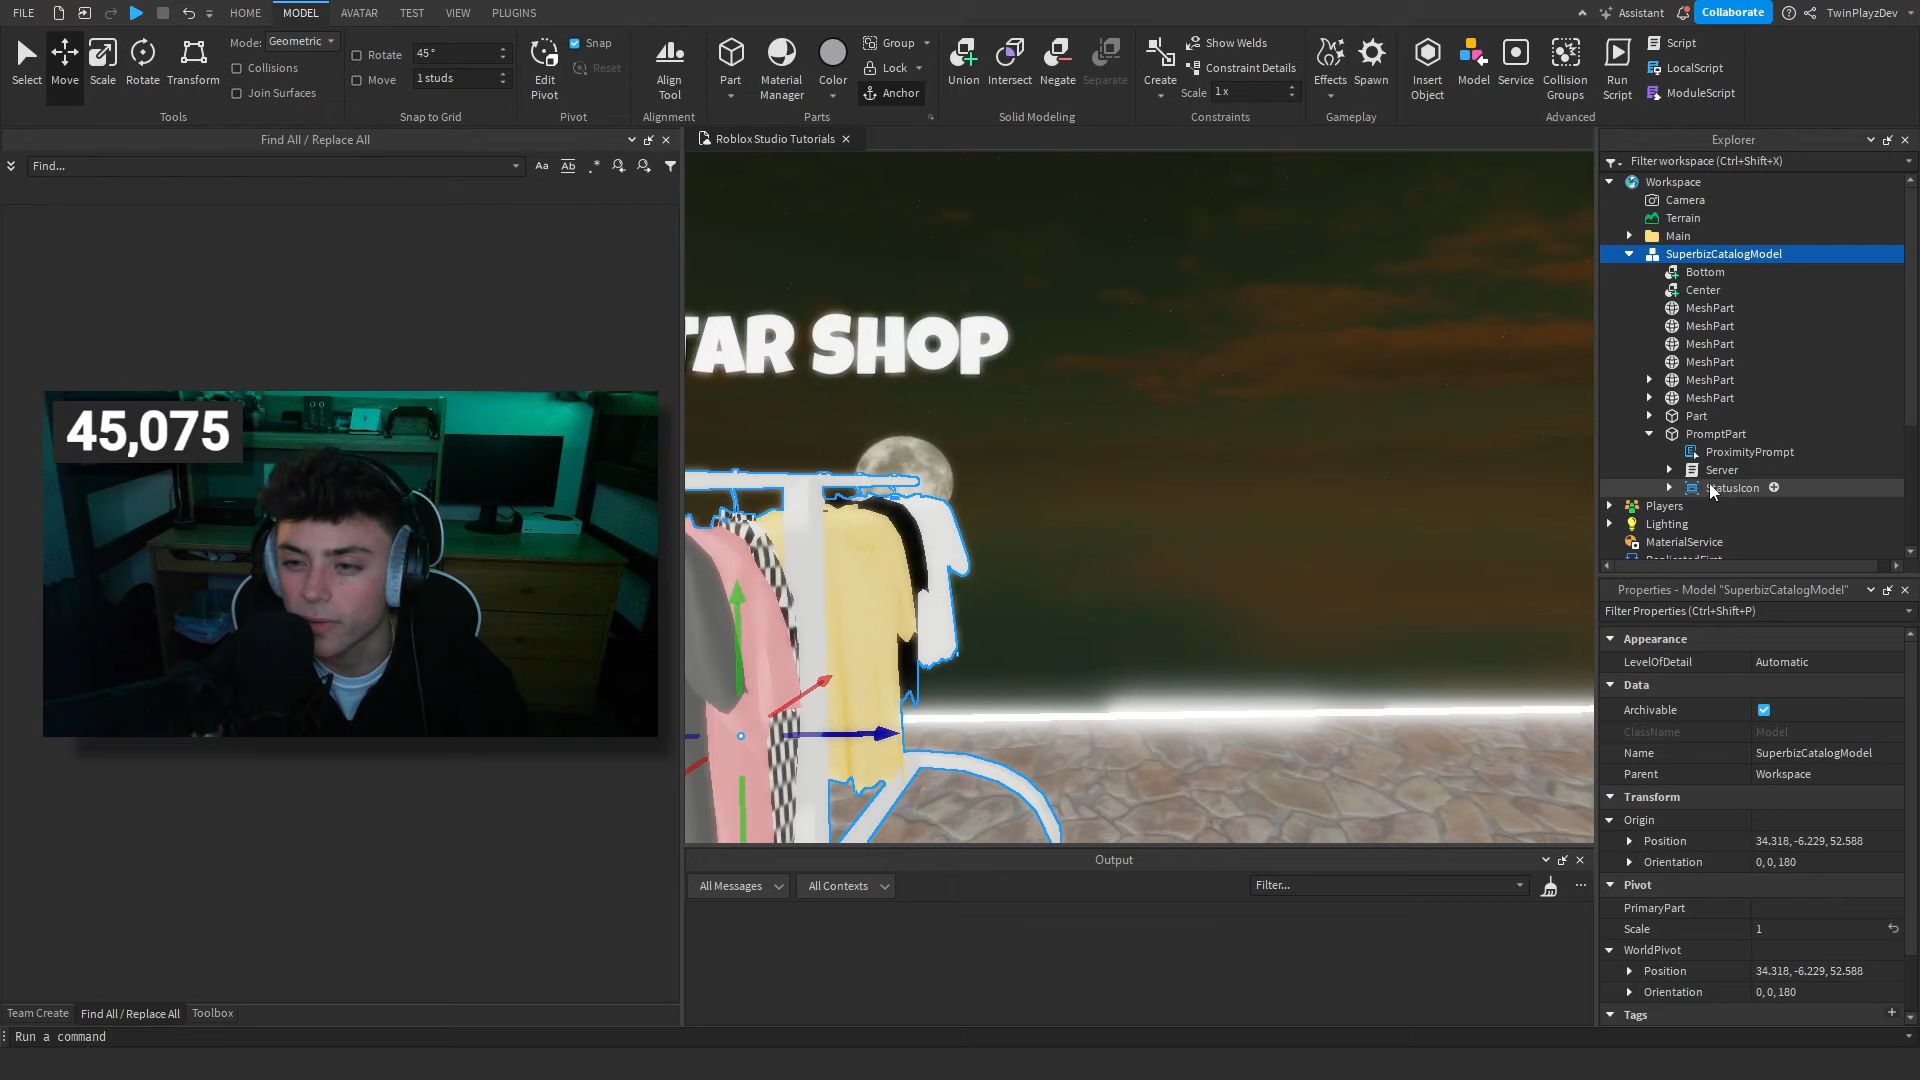 FILE HOME MODEL AVATAR TEST VIEW PLUGINS Assistant Collaborate TwinPlayzDev
Select Move Scale Rotate Transform
Mode: Geometric
Collisions
Join Surfaces
Tools
Rotate 45°
Move 1 studs
Snap to Grid
Edit Pivot
Snap
Reset
Pivot
Align Tool
Alignment
Part
Material Manager
Color
Group
Lock
Anchor
Parts
Union Intersect Negate Separate
Solid Modeling
Create
Show Welds
Constraint Details
Scale 1 x
Constraints
Effects Spawn
Gameplay
Insert Object
Model
Service
Collision Groups
Run Script
Script
LocalScript
ModuleScript
Advanced
Find All / Replace All
Find...
Aa Ab .*
45,075
Team Create Find All / Replace All Toolbox
Run a command
Roblox Studio Tutorials
TAR SHOP
Output
All Messages All Contexts Filter...
Explorer
Filter workspace (Ctrl+Shift+X)
Workspace
Camera
Terrain
Main
SuperbizCatalogModel
Bottom
Center
MeshPart
MeshPart
MeshPart
MeshPart
MeshPart
MeshPart
Part
PromptPart
ProximityPrompt
Server
StatusIcon
Players
Lighting
MaterialService
ReplicatedFirst
Properties - Model "SuperbizCatalogModel"
Filter Properties (Ctrl+Shift+P)
Appearance
LevelOfDetail Automatic
Data
Archivable
ClassName Model
Name SuperbizCatalogModel
Parent Workspace
Transform
Origin
Position 34.318, -6.229, 52.588
Orientation 0, 0, 180
Pivot
PrimaryPart
Scale 1
WorldPivot
Position 34.318, -6.229, 52.588
Orientation 0, 0, 180
Tags